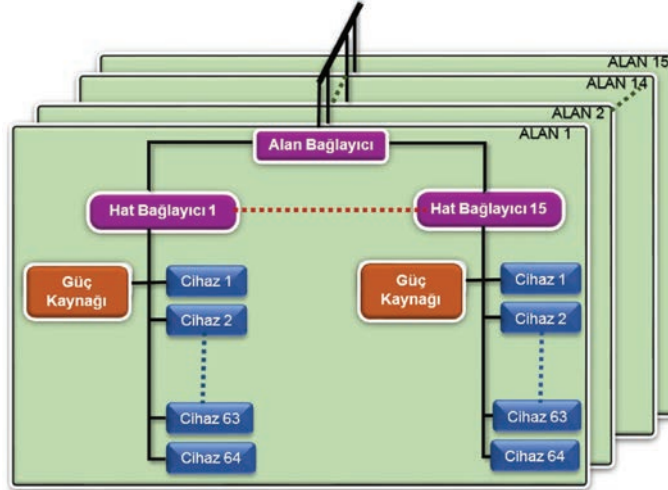 ALAN 15
ALAN 14
ALAN 2
ALAN 1
Alan Bağlayıcı
Hat Bağlayıcı 1
Hat Bağlayıcı 15
Güç
Kaynağı
Cihaz 1
Cihaz 2
Cihaz 63
Cihaz 64
Güç
Kaynağı
Cihaz 1
Cihaz 2
Cihaz 63
Cihaz 64